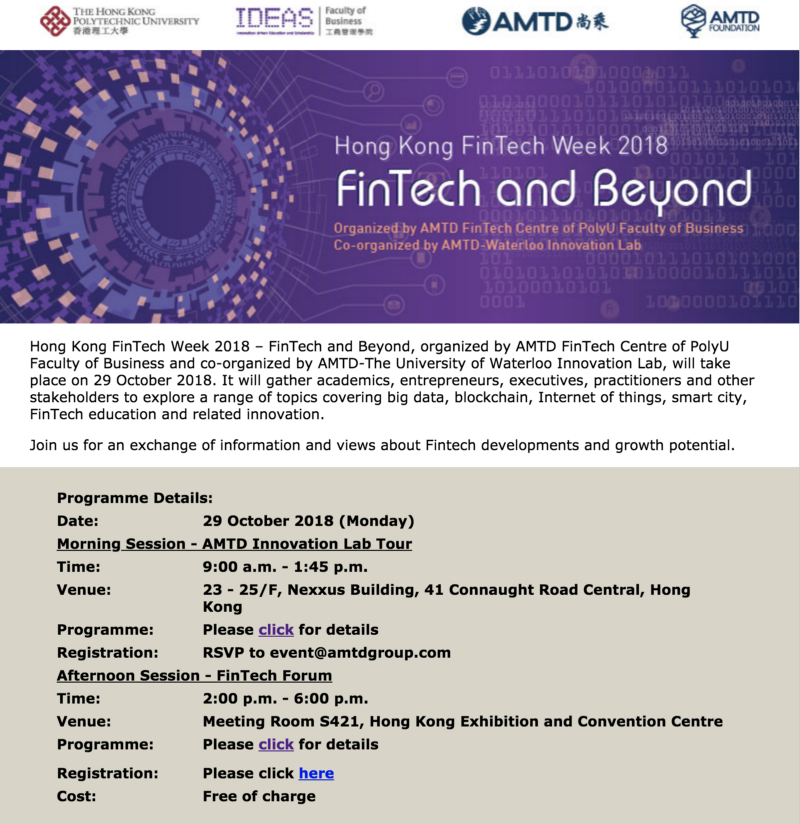 THE HONG KONG
POLYTECHNIC UNIVERSITY
香港理工大學
IDEAS
Innovation-driven Education and Scholarship
Faculty of
Business
工商管理學院
AMTD 尚乘
AMTD
FOUNDATION
Hong Kong FinTech Week 2018
FinTech and Beyond
Organized by AMTD FinTech Centre of PolyU Faculty of Business
Co-organized by AMTD-Waterloo Innovation Lab
Hong Kong FinTech Week 2018 – FinTech and Beyond, organized by AMTD FinTech Centre of PolyU
Faculty of Business and co-organized by AMTD-The University of Waterloo Innovation Lab, will take
place on 29 October 2018. It will gather academics, entrepreneurs, executives, practitioners and other
stakeholders to explore a range of topics covering big data, blockchain, Internet of things, smart city,
FinTech education and related innovation.
Join us for an exchange of information and views about Fintech developments and growth potential.
Programme Details:
Date: 29 October 2018 (Monday)
Morning Session - AMTD Innovation Lab Tour
Time: 9:00 a.m. - 1:45 p.m.
Venue: 23 - 25/F, Nexxus Building, 41 Connaught Road Central, Hong
Kong
Programme: Please click for details
Registration: RSVP to event@amtdgroup.com
Afternoon Session - FinTech Forum
Time: 2:00 p.m. - 6:00 p.m.
Venue: Meeting Room S421, Hong Kong Exhibition and Convention Centre
Programme: Please click for details
Registration: Please click here
Cost: Free of charge